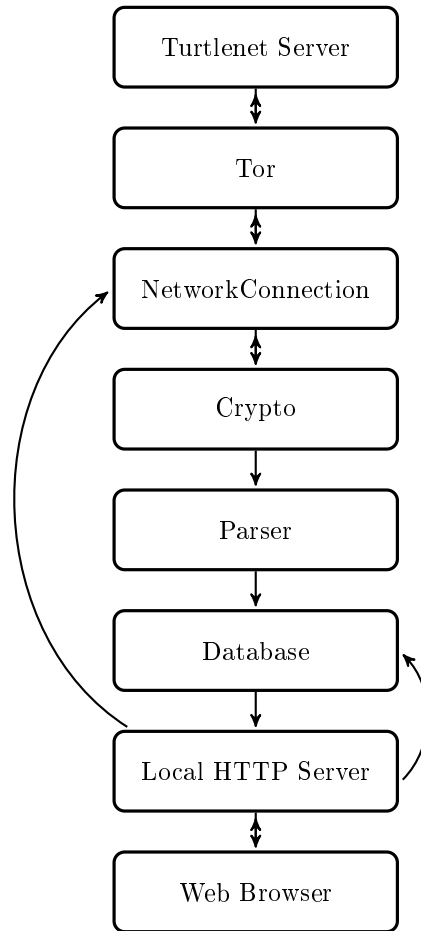 Turtlenet Server
Tor
NetworkConnection
Crypto
Parser
Database
Local HTTP Server
Web Browser